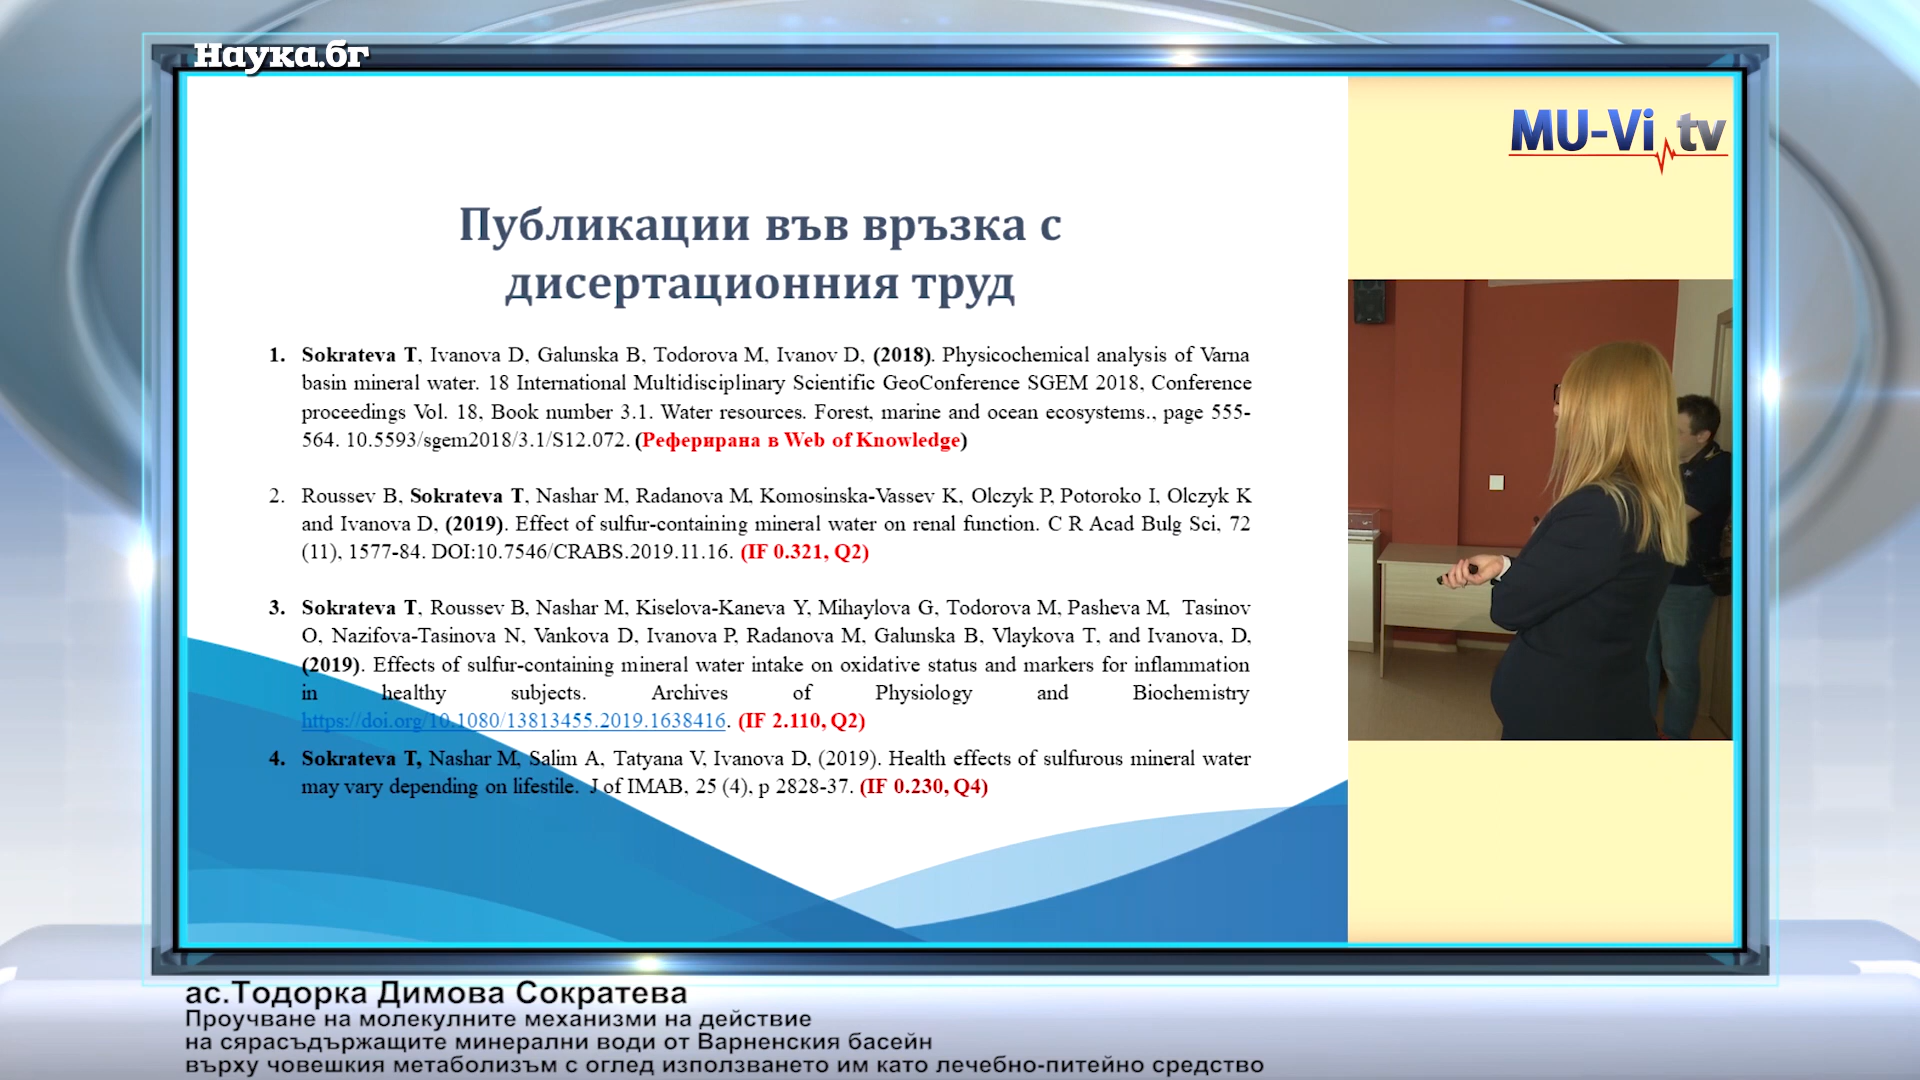 Наука.бг
MU-Vi tv
Публикации във връзка с
дисертационния труд
1. Sokrateva T, Ivanova D, Galunska B, Todorova M, Ivanov D, (2018). Physicochemical analysis of Varna
basin mineral water. 18 International Multidisciplinary Scientific GeoConference SGEM 2018, Conference
proceedings Vol. 18, Book number 3.1. Water resources. Forest, marine and ocean ecosystems., page 555-
564. 10.5593/sgem2018/3.1/S12.072. (Реферирана в Web of Knowledge)
2. Roussev B, Sokrateva T, Nashar M, Radanova M, Komosinska-Vassev K, Olczyk P, Potoroko I, Olczyk K
and Ivanova D, (2019). Effect of sulfur-containing mineral water on renal function. C R Acad Bulg Sci, 72
(11), 1577-84. DOI:10.7546/CRABS.2019.11.16. (IF 0.321, Q2)
3. Sokrateva T, Roussev B, Nashar M, Kiselova-Kaneva Y, Mihaylova G, Todorova M, Pasheva M, Tasinov
O, Nazifova-Tasinova N, Vankova D, Ivanova P, Radanova M, Galunska B, Vlaykova T, and Ivanova, D,
(2019). Effects of sulfur-containing mineral water intake on oxidative status and markers for inflammation
in healthy subjects. Archives of Physiology and Biochemistry
https://doi.org/10.1080/13813455.2019.1638416. (IF 2.110, Q2)
4. Sokrateva T, Nashar M, Salim A, Tatyana V, Ivanova D, (2019). Health effects of sulfurous mineral water
may vary depending on lifestile. J of IMAB, 25 (4), p 2828-37. (IF 0.230, Q4)
ас.Тодорка Димова Сократева
Проучване на молекулните механизми на действие
на сярасъдържащите минерални води от Варненския басейн
върху човешкия метаболизъм с оглед използването им като лечебно-питейно средство